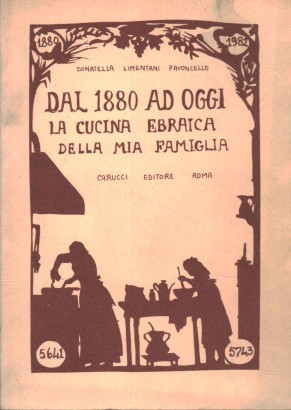 1880 1982
DONATELLA LIMENTANI PAVONCELLO
DAL 1880 AD OGGI
LA CUCINA EBRAICA
DELLA MIA FAMIGLIA
CARUCCI EDITORE ROMA
5641 5743